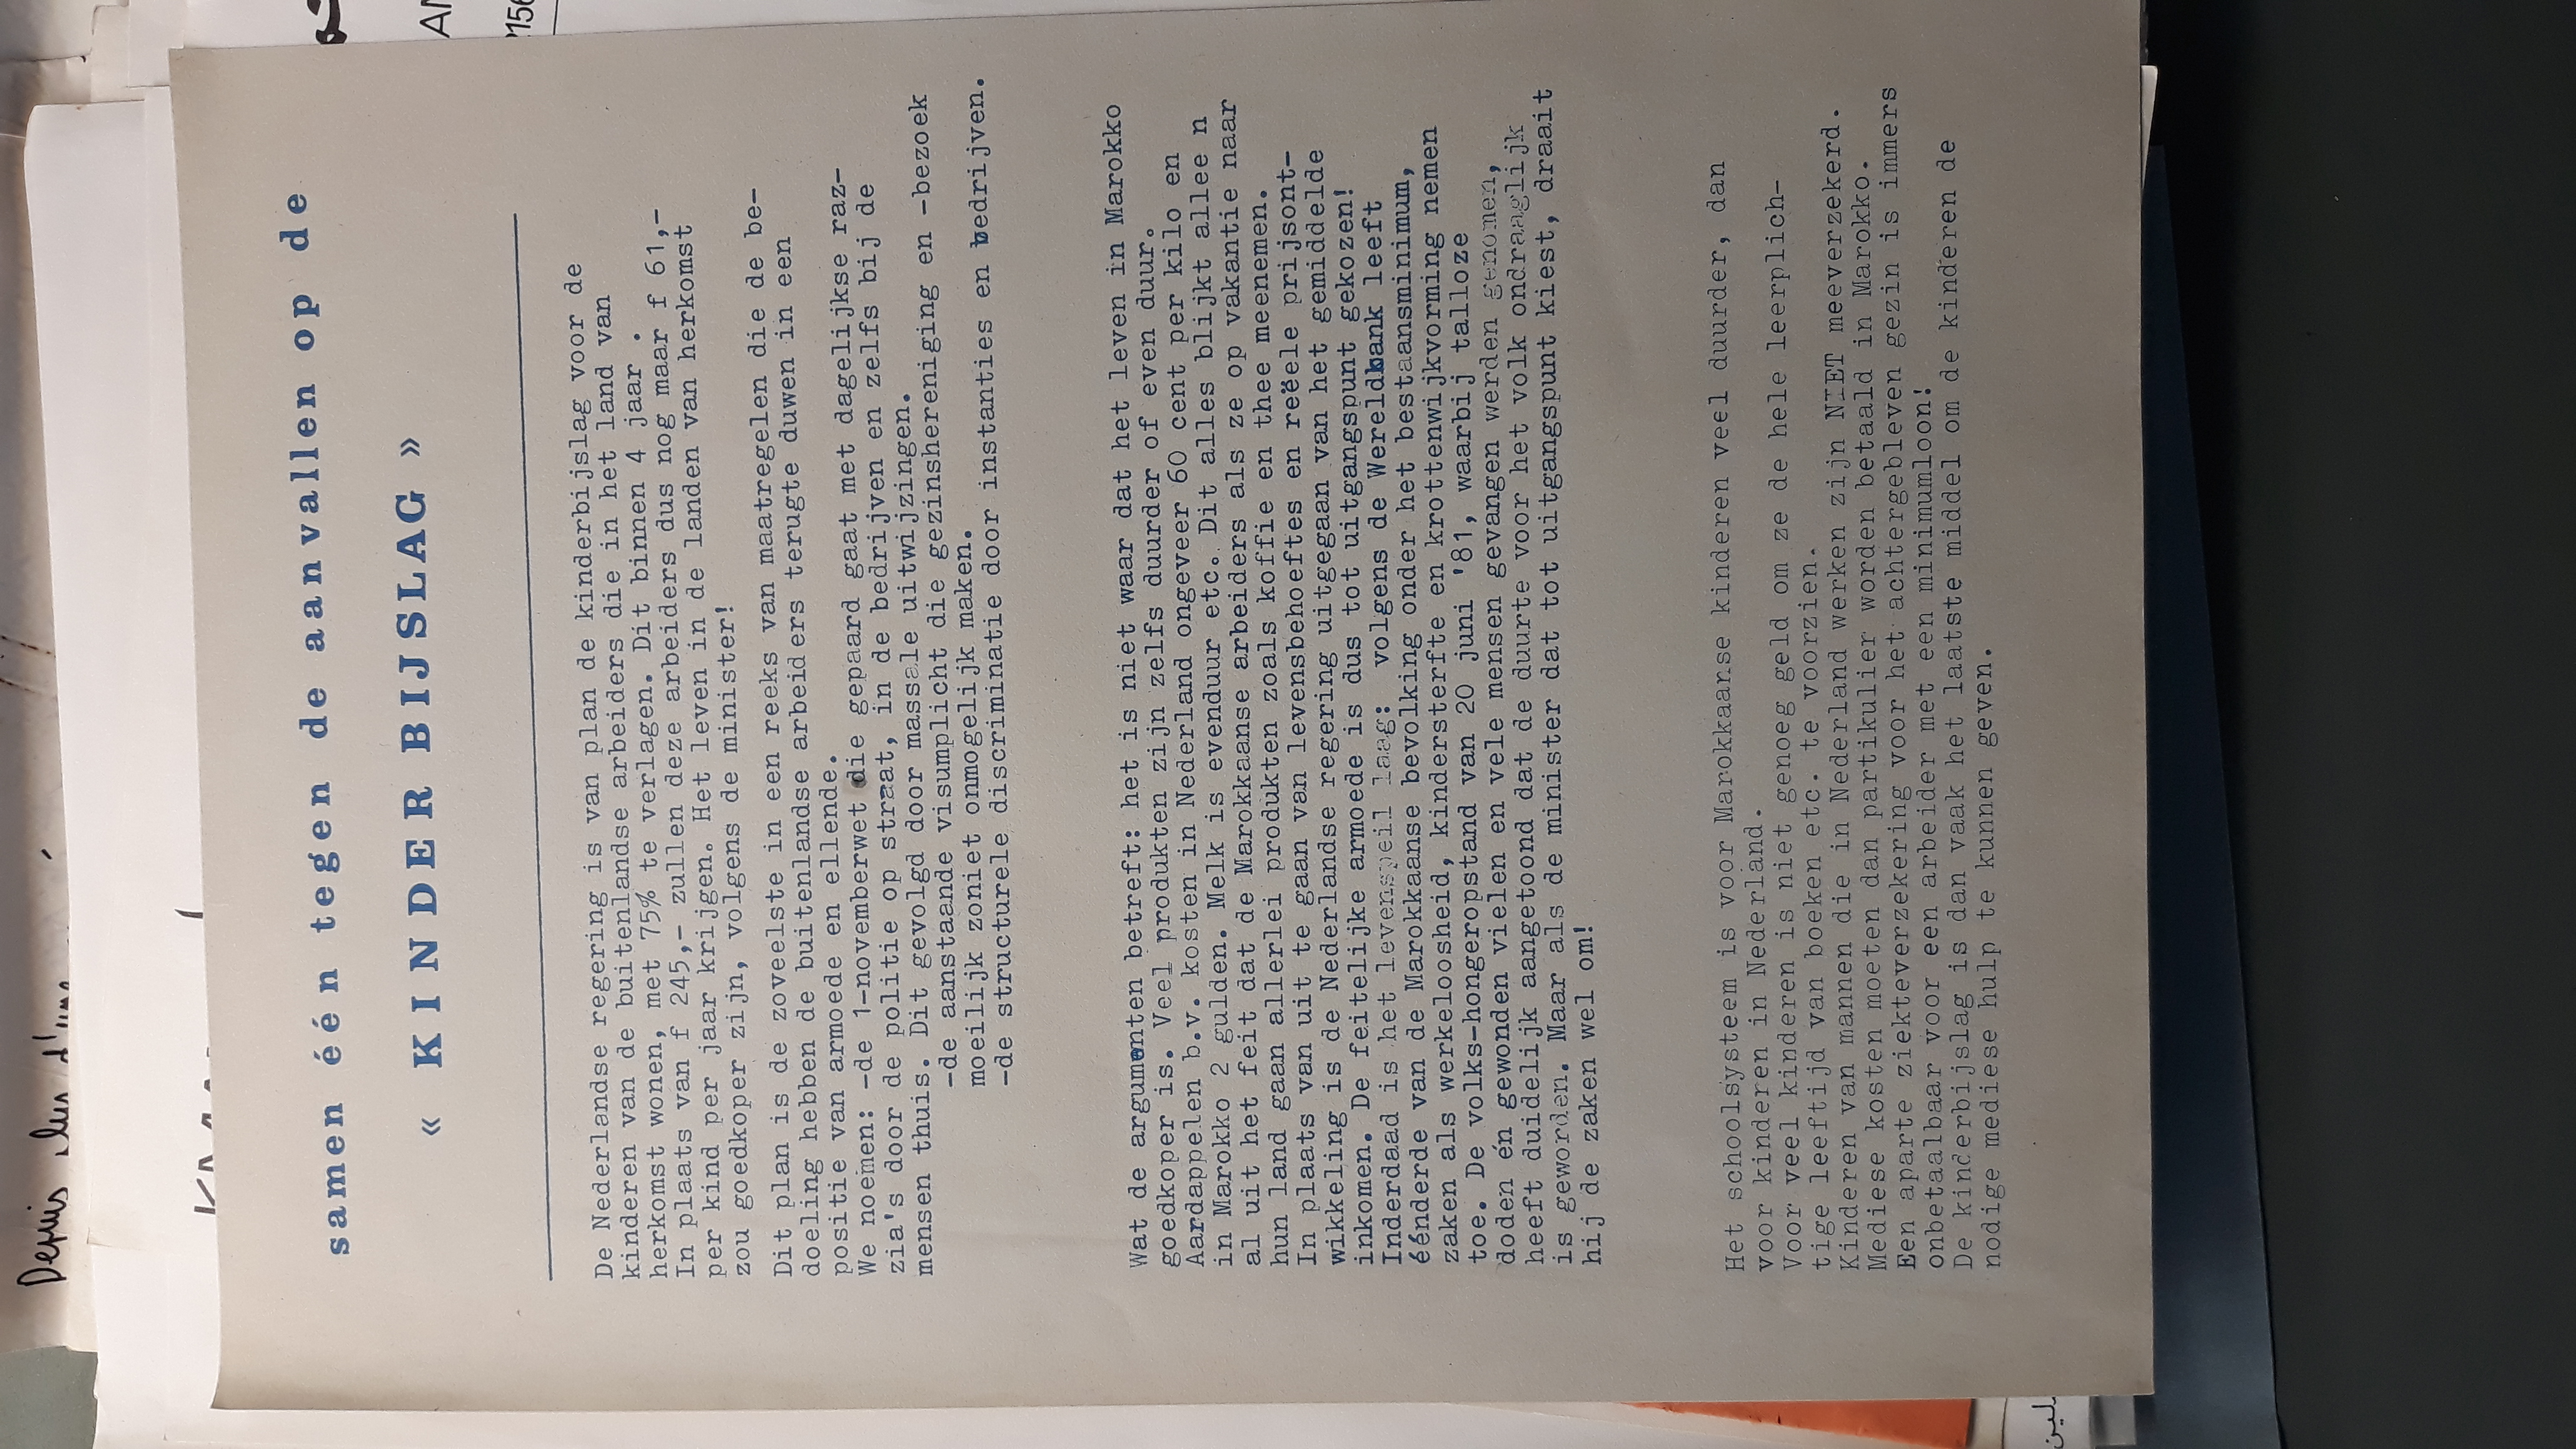 Depuis plus d'une
samen één tegen de aanvallen op de
« KINDERBIJSLAG »
De Nederlandse regering is van plan de kinderbijslag voor de
kinderen van de buitenlandse arbeiders die in het land van
herkomst wonen, met 75% te verlagen. Dit binnen 4 jaar .
In plaats van f 245,- zullen deze arbeiders dus nog maar f 61,-
per kind per jaar krijgen. Het leven in de landen van herkomst
zou goedkoper zijn, volgens de minister!
Dit plan is de zoveelste in een reeks van maatregelen die de be-
doeling hebben de buitenlandse arbeiders terugte duwen in een
positie van armoede en ellende.
We noemen: -de 1-novemberwet die gepaard gaat met dagelijkse raz-
zia's door de politie op straat, in de bedrijven en zelfs bij de
mensen thuis. Dit gevolgd door massale uitwijzingen.
-de aanstaande visumplicht die gezinshereniging en -bezoek
moeilijk zoniet onmogelijk maken.
-de structurele discriminatie door instanties en bedrijven.
Wat de argumenten betreft: het is niet waar dat het leven in Marokko
goedkoper is. Veel produkten zijn zelfs duurder of even duur.
Aardappelen b.v. kosten in Nederland ongeveer 60 cent per kilo en
in Marokko 2 gulden. Melk is evenduur etc. Dit alles blijkt allee n
al uit het feit dat de Marokkaanse arbeiders als ze op vakantie naar
hun land gaan allerlei produkten zoals koffie en thee meenemen.
In plaats van uit te gaan van levensbehoeftes en reëele prijsont-
wikkeling is de Nederlandse regering uitgegaan van het gemiddelde
inkomen. De feitelijke armoede is dus tot uitgangspunt gekozen!
Inderdaad is het levenspeil laag: volgens de Wereldbank leeft
éénderde van de Marokkaanse bevolking onder het bestaansminimum,
zaken als werkeloosheid, kindersterfte en krottenwijkvorming nemen
toe. De volks-hongeropstand van 20 juni '81, waarbij talloze
doden én gewonden vielen en vele mensen gevangen werden genomen,
heeft duidelijk aangetoond dat de duurte voor het volk ondraaglijk
is geworden. Maar als de minister dat tot uitgangspunt kiest, draait
hij de zaken wel om!
Het schoolsysteem is voor Marokkaanse kinderen veel duurder, dan
voor kinderen in Nederland.
Voor veel kinderen is niet genoeg geld om ze de hele leerplich-
tige leeftijd van boeken etc. te voorzien.
Kinderen van mannen die in Nederland werken zijn NIET meeverzekerd.
Mediese kosten moeten dan partikulier worden betaald in Marokko.
Een aparte ziekteverzekering voor het achtergebleven gezin is immers
onbetaalbaar voor een arbeider met een minimumloon!
De kinderbijslag is dan vaak het laatste middel om de kinderen de
nodige mediese hulp te kunnen geven.